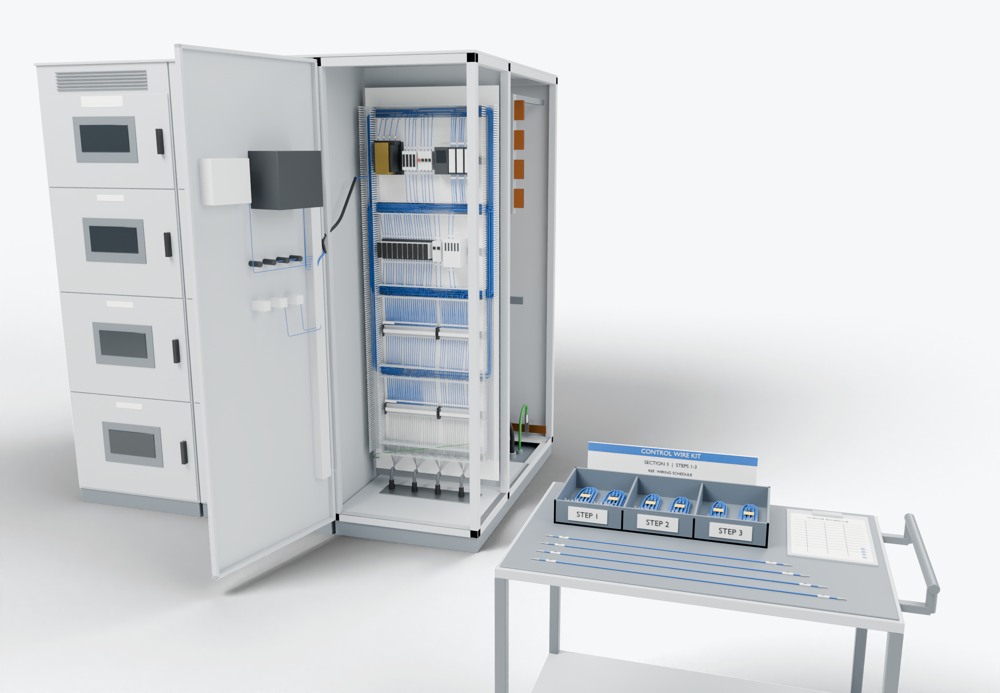 CONTROL WIRE KIT
SECTION 3 | STEPS 1-3
REF: WIRING SCHEDULE
STEP 1
STEP 2
STEP 3
WIRING SCHEDULE